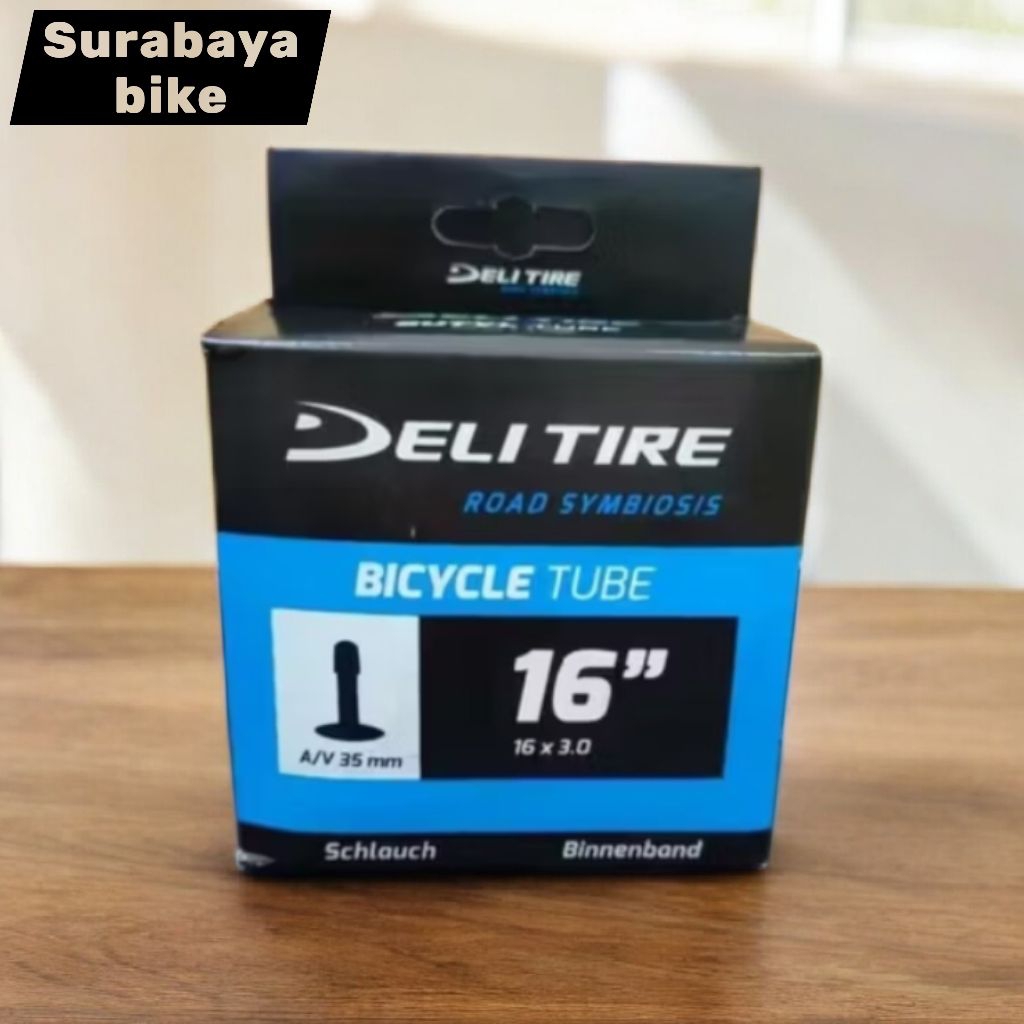 Surabaya
bike
DELI TIRE
DELI TIRE
ROAD SYMBIOSIS
BICYCLE TUBE
16”
16 x 3.0
A/V 35 mm
Schlauch
Binnenband